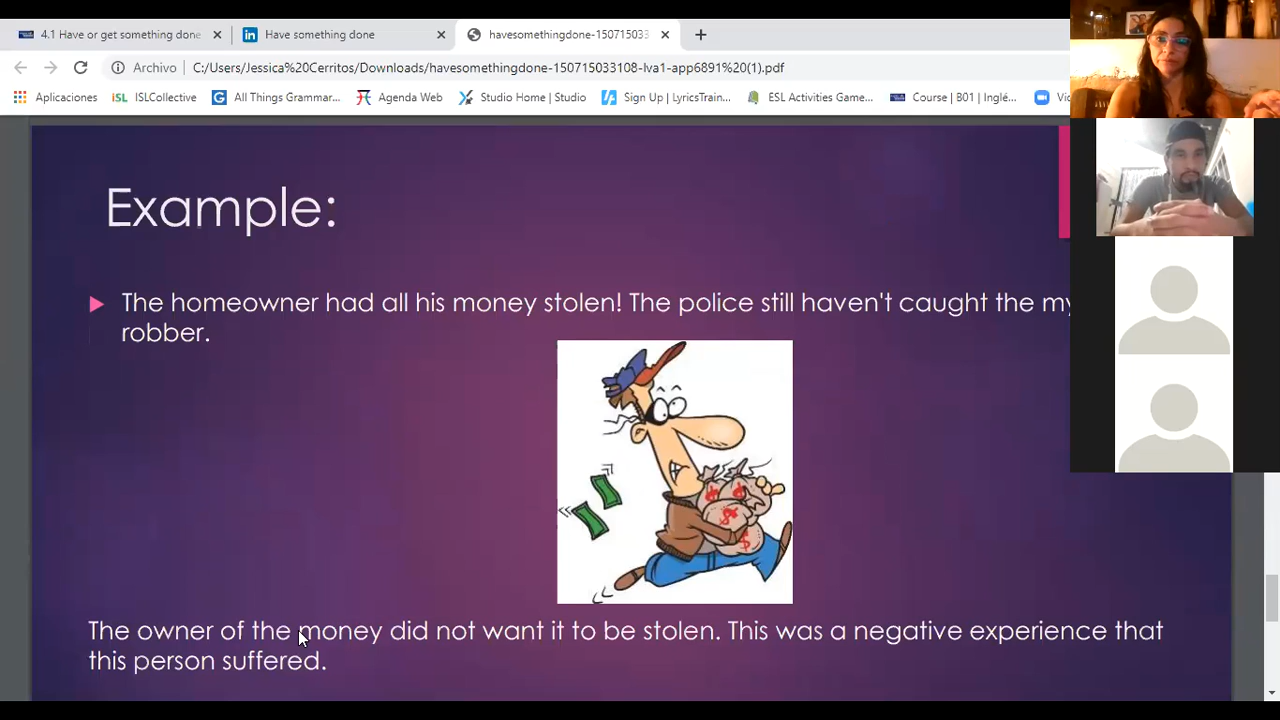 4.1 Have or get something done
Have something done
havesomethingdone-150715033
Archivo
C:/Users/Jessica%20Cerritos/Downloads/havesomethingdone-150715033108-lva1-app6891%20(1).pdf
Aplicaciones
iSL ISLCollective
All Things Grammar...
Agenda Web
Studio Home | Studio
Sign Up | LyricsTrain...
ESL Activities Game...
Course | B01 | Inglé...
Example:
The homeowner had all his money stolen! The police still haven't caught the my
robber.
The owner of the money did not want it to be stolen. This was a negative experience that
this person suffered.